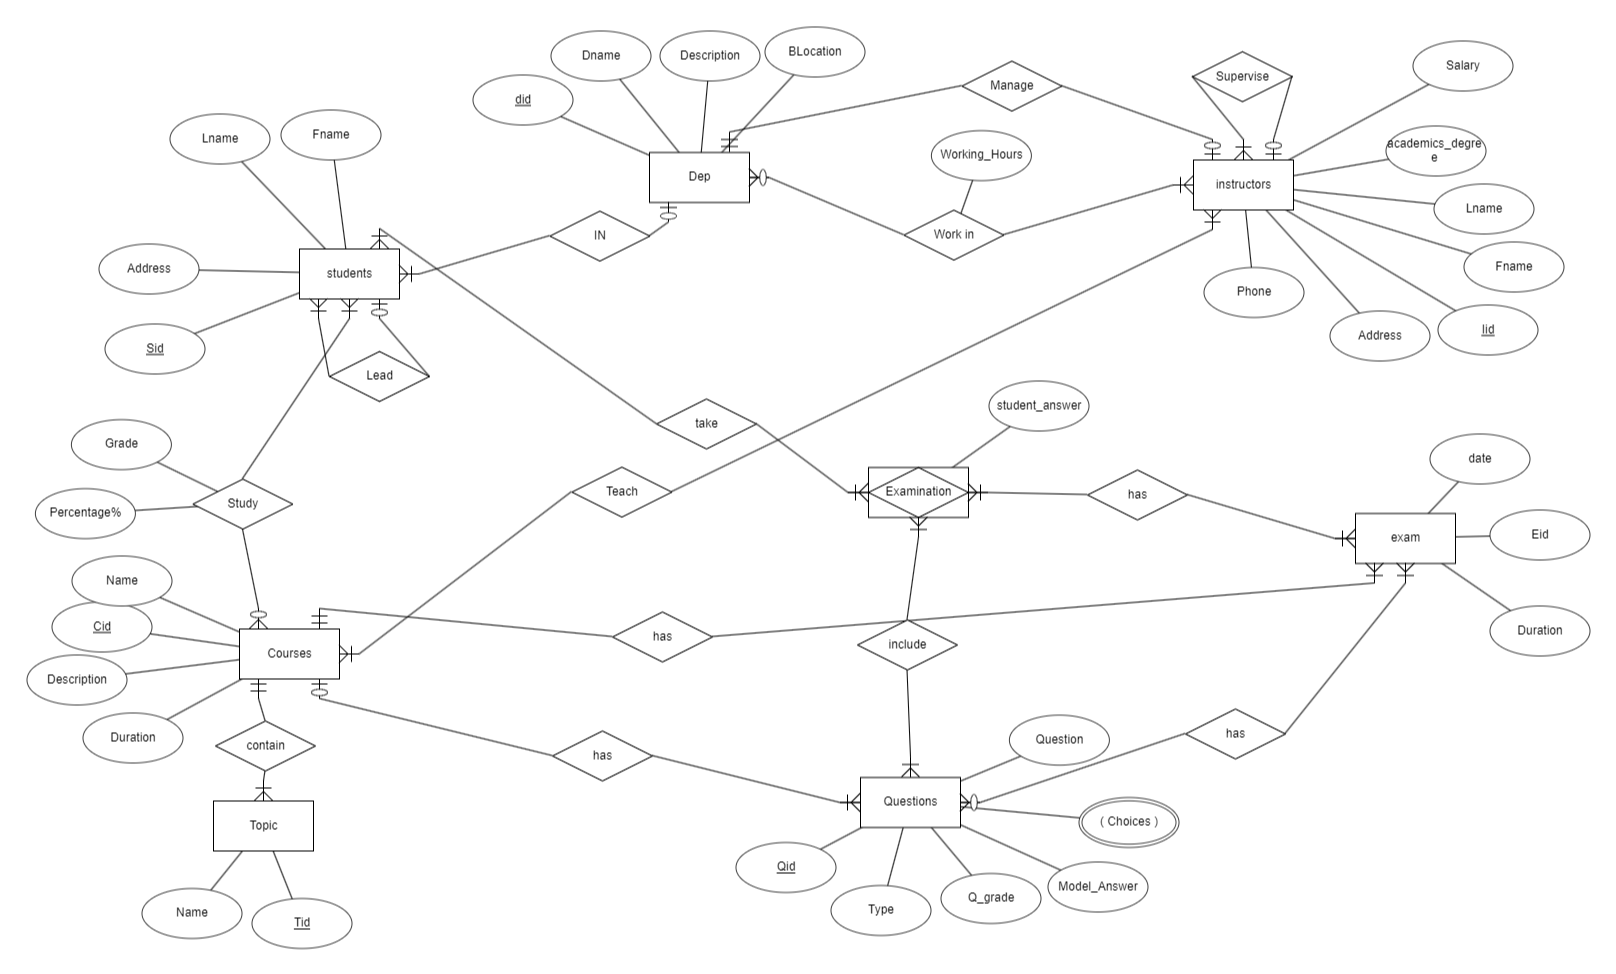 Dname
Description
BLocation
did
Manage
Supervise
Salary
Lname
Fname
academics_degre
e
Working_Hours
Dep
instructors
Lname
IN
Work in
Address
students
Fname
Phone
Sid
Address
Iid
Lead
student_answer
take
Grade
date
Teach
Examination
has
Study
Percentage%
exam
Eid
Name
Cid
Duration
has
include
Courses
Description
Duration
contain
has
Question
has
Topic
Questions
( Choices )
Qid
Model_Answer
Type
Q_grade
Name
Tid